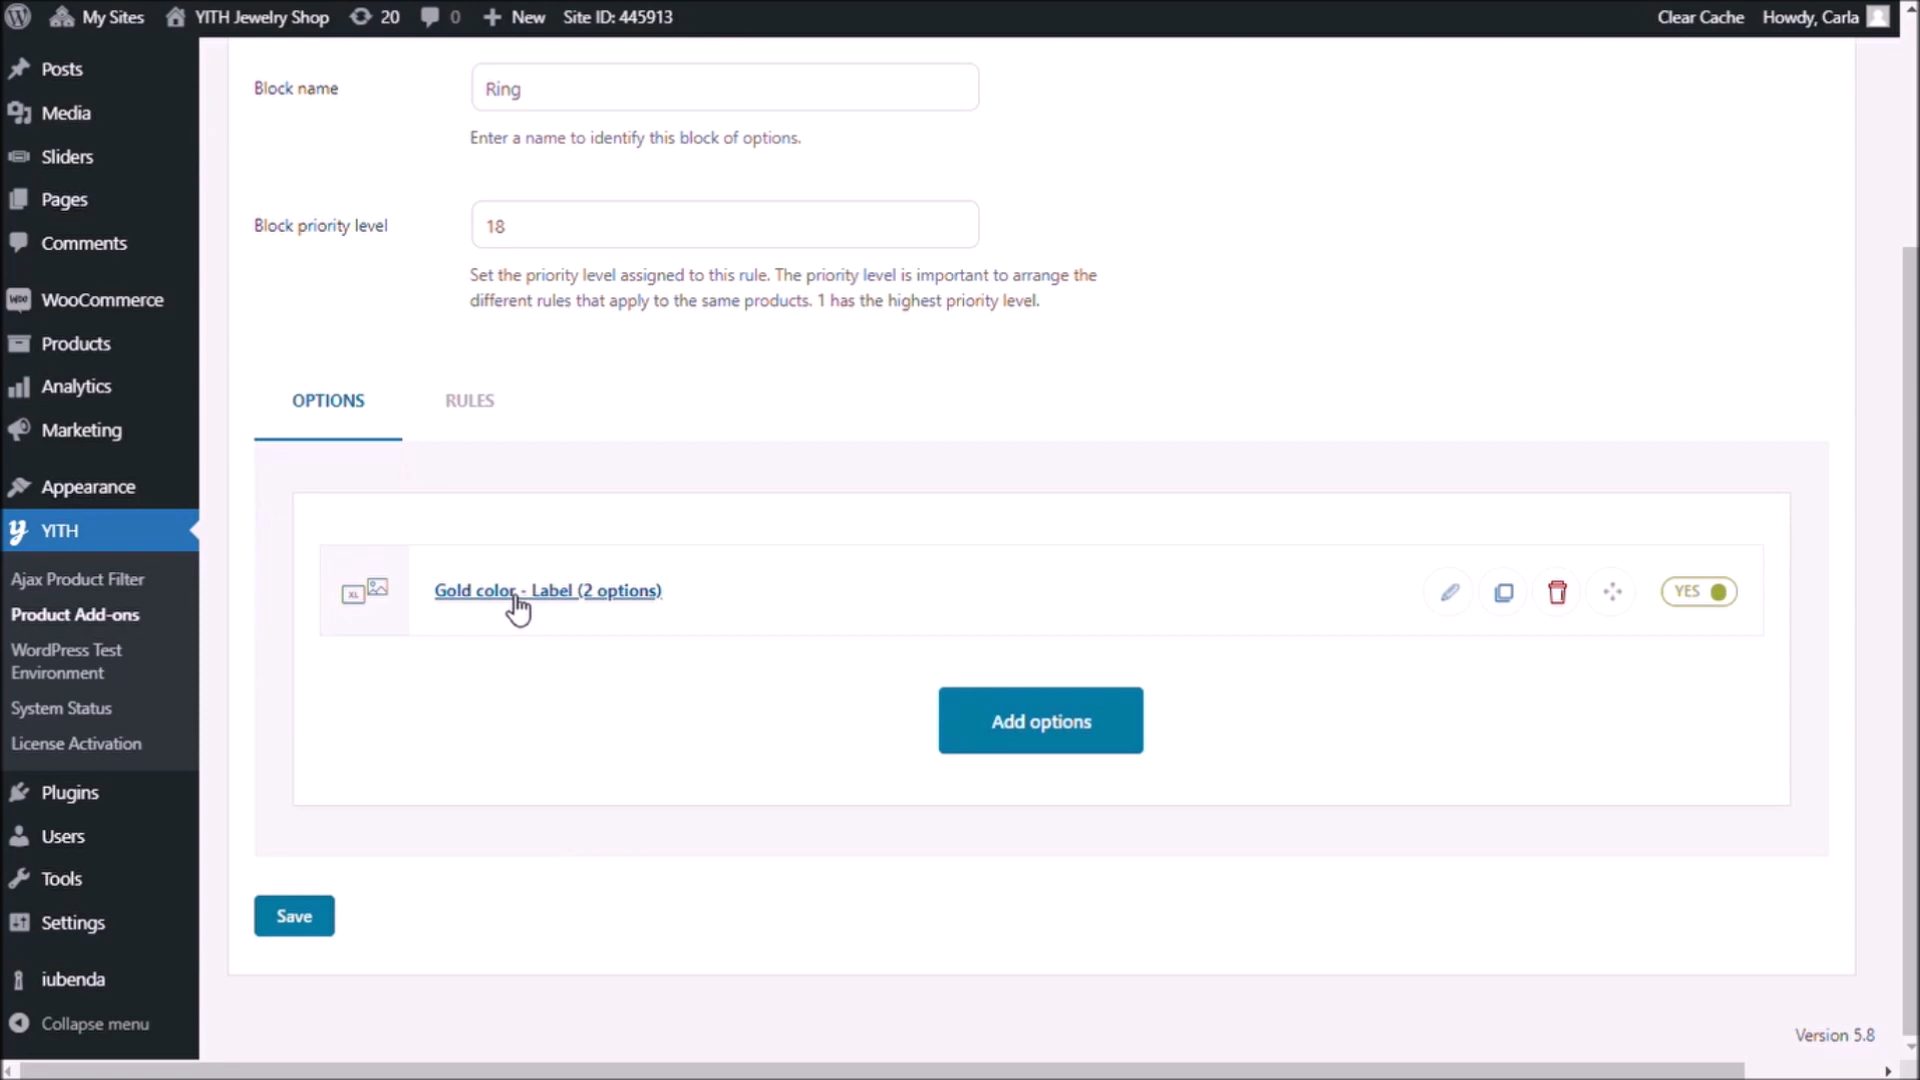 My Sites
YITH Jewelry Shop
20
0
New
Site ID: 445913
Clear Cache
Howdy, Carla
Posts
Media
Sliders
Pages
Comments
WooCommerce
Products
Analytics
Marketing
Appearance
YITH
Ajax Product Filter
Product Add-ons
WordPress Test
Environment
System Status
License Activation
Plugins
Users
Tools
Settings
iubenda
Collapse menu
Block name
Ring
Enter a name to identify this block of options.
Block priority level
18
Set the priority level assigned to this rule. The priority level is important to arrange the
different rules that apply to the same products. 1 has the highest priority level.
OPTIONS
RULES
XL
Gold color - Label (2 options)
YES
Add options
Save
Version 5.8